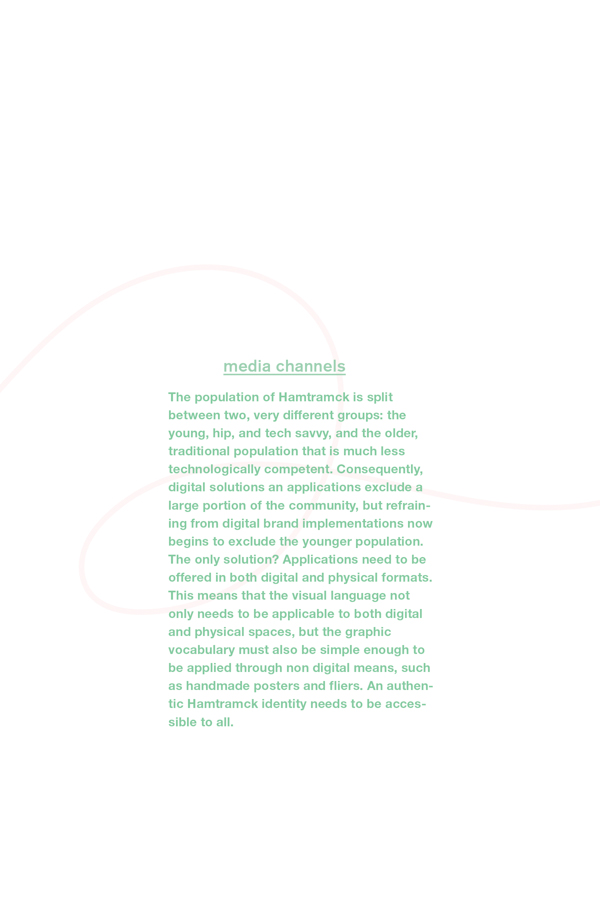 media channels
The population of Hamtramck is split
between two, very different groups: the
young, hip, and tech savvy, and the older,
traditional population that is much less
technologically competent. Consequently,
digital solutions an applications exclude a
large portion of the community, but refrain-
ing from digital brand implementations now
begins to exclude the younger population.
The only solution? Applications need to be
offered in both digital and physical formats.
This means that the visual language not
only needs to be applicable to both digital
and physical spaces, but the graphic
vocabulary must also be simple enough to
be applied through non digital means, such
as handmade posters and fliers. An authen-
tic Hamtramck identity needs to be acces-
sible to all.